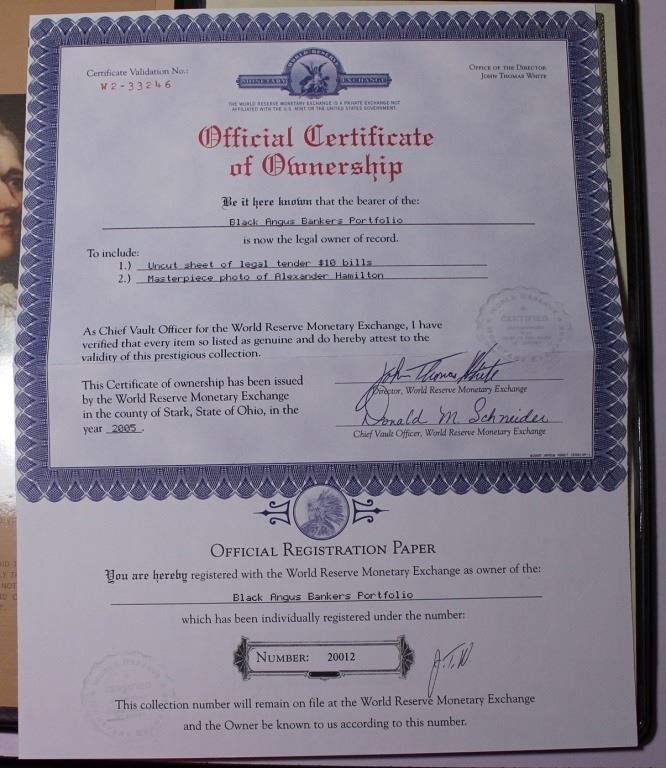 Certificate Validation No.:
W2-33246
WORLD RESERVE
MONETARY EXCHANGE
OFFICE OF THE DIRECTOR
JOHN THOMAS WHITE
THE WORLD RESERVE MONETARY EXCHANGE IS A PRIVATE EXCHANGE NOT
AFFILIATED WITH THE U.S. MINT OR THE UNITED STATES GOVERNMENT.
Official Certificate
of Ownership
Be it here known that the bearer of the:
Black Angus Bankers Portfolio
is now the legal owner of record.
To include:
1.) Uncut sheet of legal tender $10 bills
2.) Masterpiece photo of Alexander Hamilton
WORLD RESERVE
CERTIFIED
As Chief Vault Officer for the World Reserve Monetary Exchange, I have
verified that every item so listed as genuine and do hereby attest to the
validity of this prestigious collection.
This Certificate of ownership has been issued
by the World Reserve Monetary Exchange
in the county of Stark, State of Ohio, in the
year 2005.
John Thomas White
Director, World Reserve Monetary Exchange
Donald M. Schneider
Chief Vault Officer, World Reserve Monetary Exchange
OFFICIAL REGISTRATION PAPER
You are hereby registered with the World Reserve Monetary Exchange as owner of the:
Black Angus Bankers Portfolio
which has been individually registered under the number:
NUMBER: 20012
J.T.W.
This collection number will remain on file at the World Reserve Monetary Exchange
and the Owner be known to us according to this number.